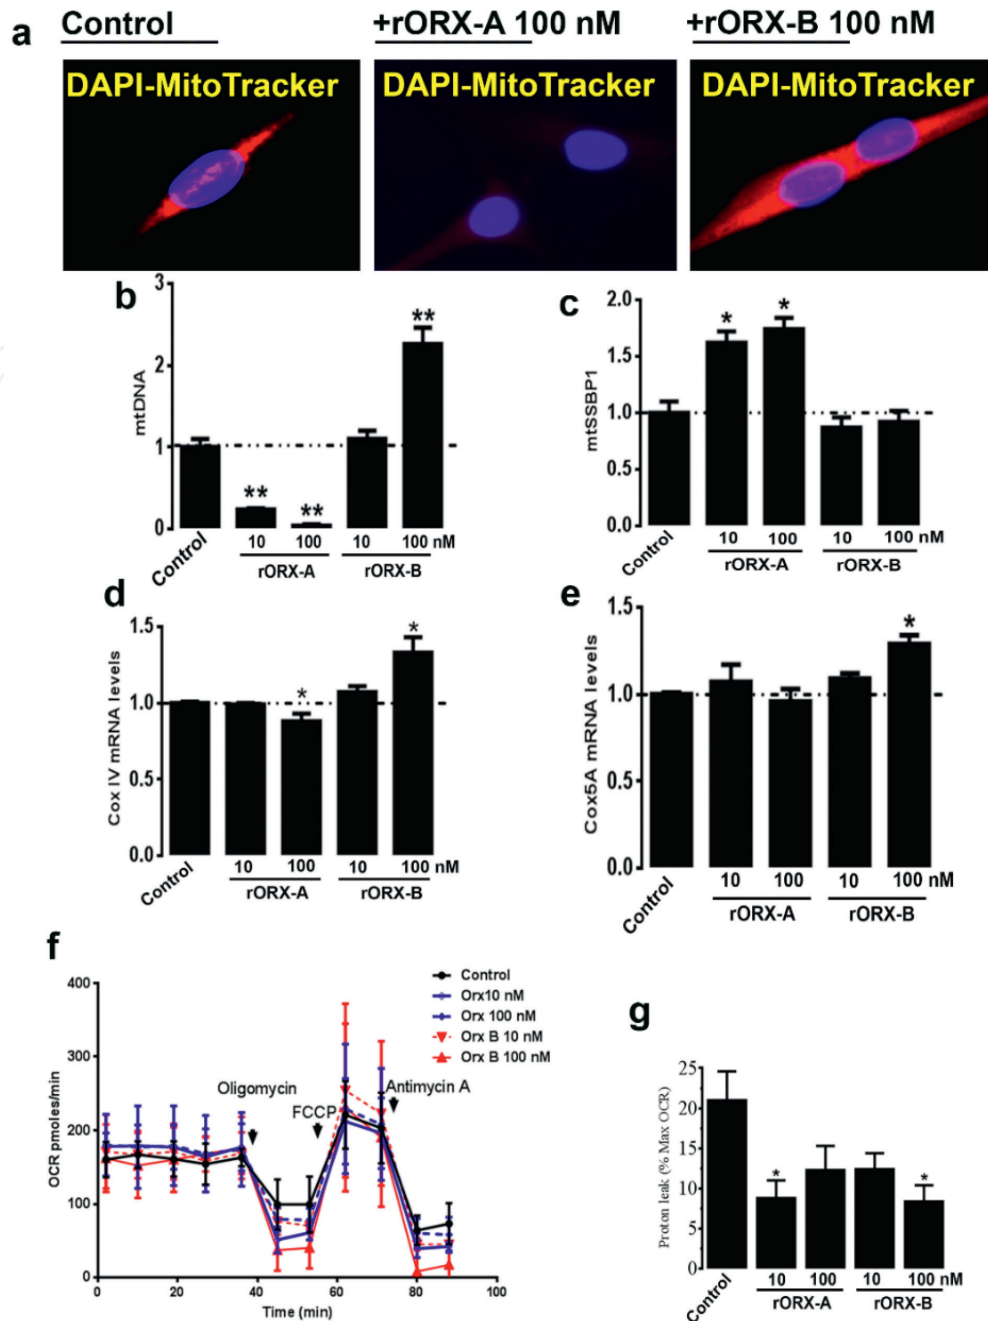 a
Control
+rORX-A 100 nM
+rORX-B 100 nM
DAPI-MitoTracker
DAPI-MitoTracker
DAPI-MitoTracker
b
mtDNA
3
2
1
0
**
**
**
Control
10
100
10
100 nM
rORX-A
rORX-B
c
mtSSBP1
2.0
1.5
1.0
0.5
0.0
*
*
Control
10
100
10
100 nM
rORX-A
rORX-B
d
Cox IV mRNA levels
1.5
1.0
0.5
0.0
*
*
Control
10
100
10
100 nM
rORX-A
rORX-B
e
Cox5A mRNA levels
1.5
1.0
0.5
0.0
*
Control
10
100
10
100 nM
rORX-A
rORX-B
f
OCR pmoles/min
400
300
200
100
0
0
20
40
60
80
100
Time (min)
Oligomycin
FCCP
Antimycin A
Control
Orx10 nM
Orx 100 nM
Orx B 10 nM
Orx B 100 nM
g
Proton leak (% Max OCR)
25
20
15
10
5
0
*
*
Control
10
100
10
100 nM
rORX-A
rORX-B